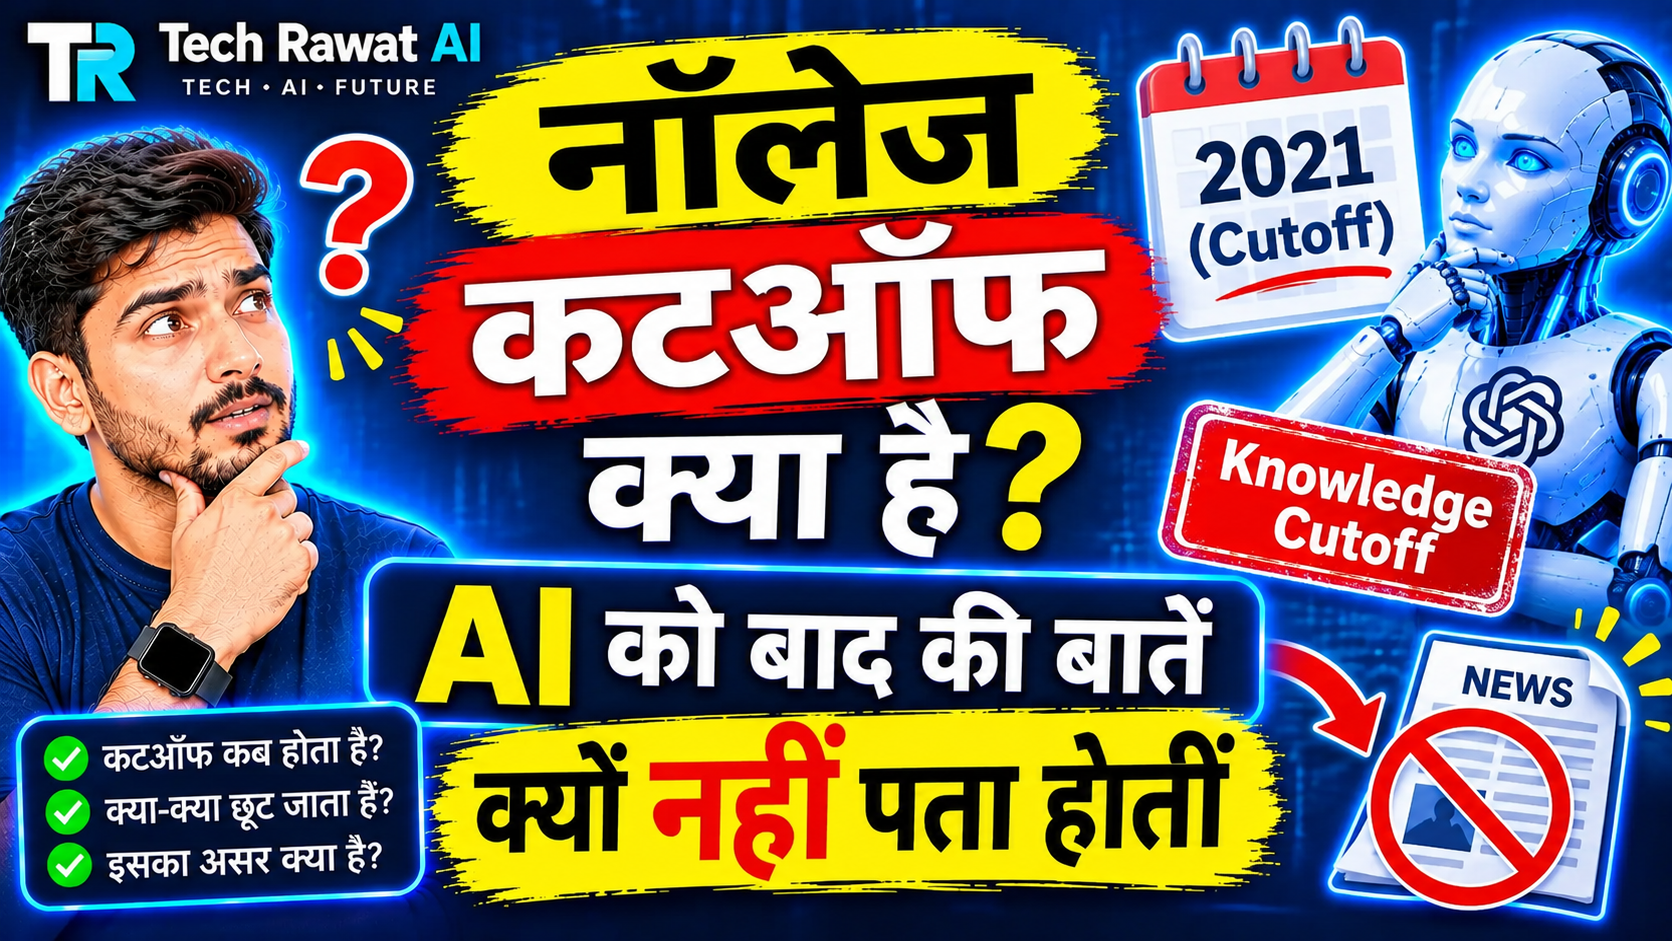 TR Tech Rawat AI
TECH • AI • FUTURE
नॉलेज
कटऑफ
क्या है?
2021
(Cutoff)
Knowledge
Cutoff
AI को बाद की बातें
क्यों नहीं पता होतीं
NEWS
कटऑफ कब होता है?
क्या-क्या छूट जाता हैं?
इसका असर क्या है?